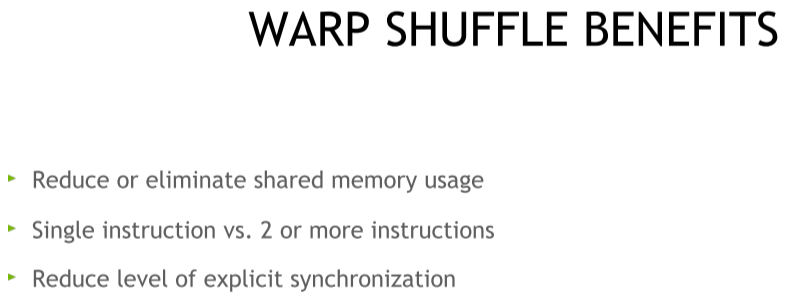 WARP SHUFFLE BENEFITS
Reduce or eliminate shared memory usage
Single instruction vs. 2 or more instructions
Reduce level of explicit synchronization